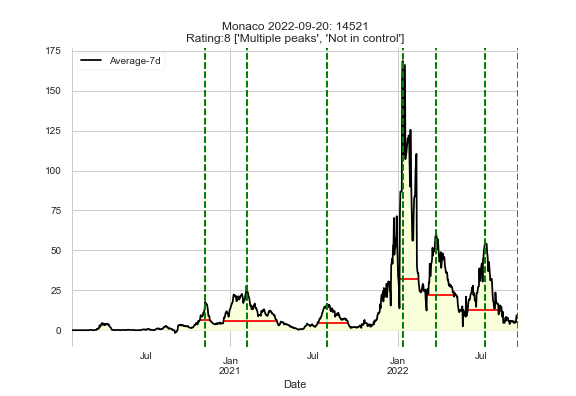 Monaco 2022-09-20: 14521
Rating:8 ['Multiple peaks', 'Not in control']
175
Average-7d
150
125
100
75
50
25
0
Jul
Jan
2021
Jul
Jan
2022
Jul
Date